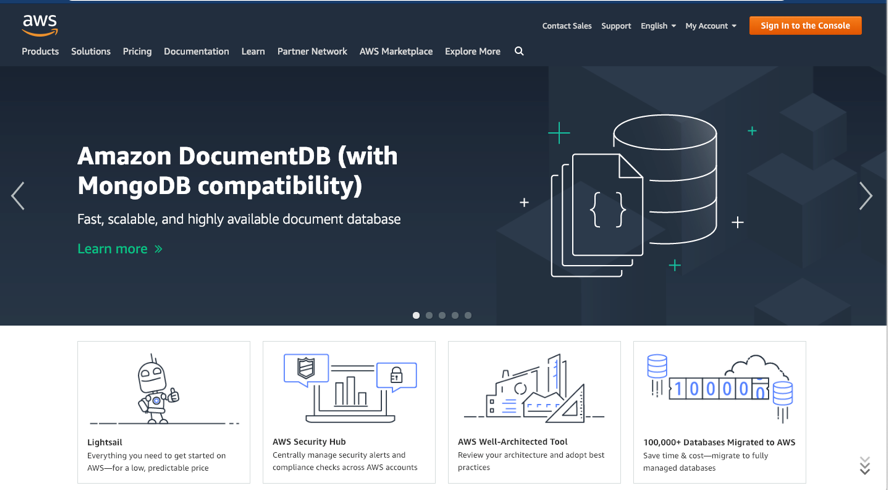 aws
Contact Sales Support English My Account Sign In to the Console
Products Solutions Pricing Documentation Learn Partner Network AWS Marketplace Explore More
Amazon DocumentDB (with
MongoDB compatibility)
Fast, scalable, and highly available document database
Learn more »
{ }
Lightsail
Everything you need to get started on
AWS—for a low, predictable price
AWS Security Hub
Centrally manage security alerts and
compliance checks across AWS accounts
AWS Well-Architected Tool
Review your architecture and adopt best
practices
100000
100,000+ Databases Migrated to AWS
Save time & cost—migrate to fully
managed databases